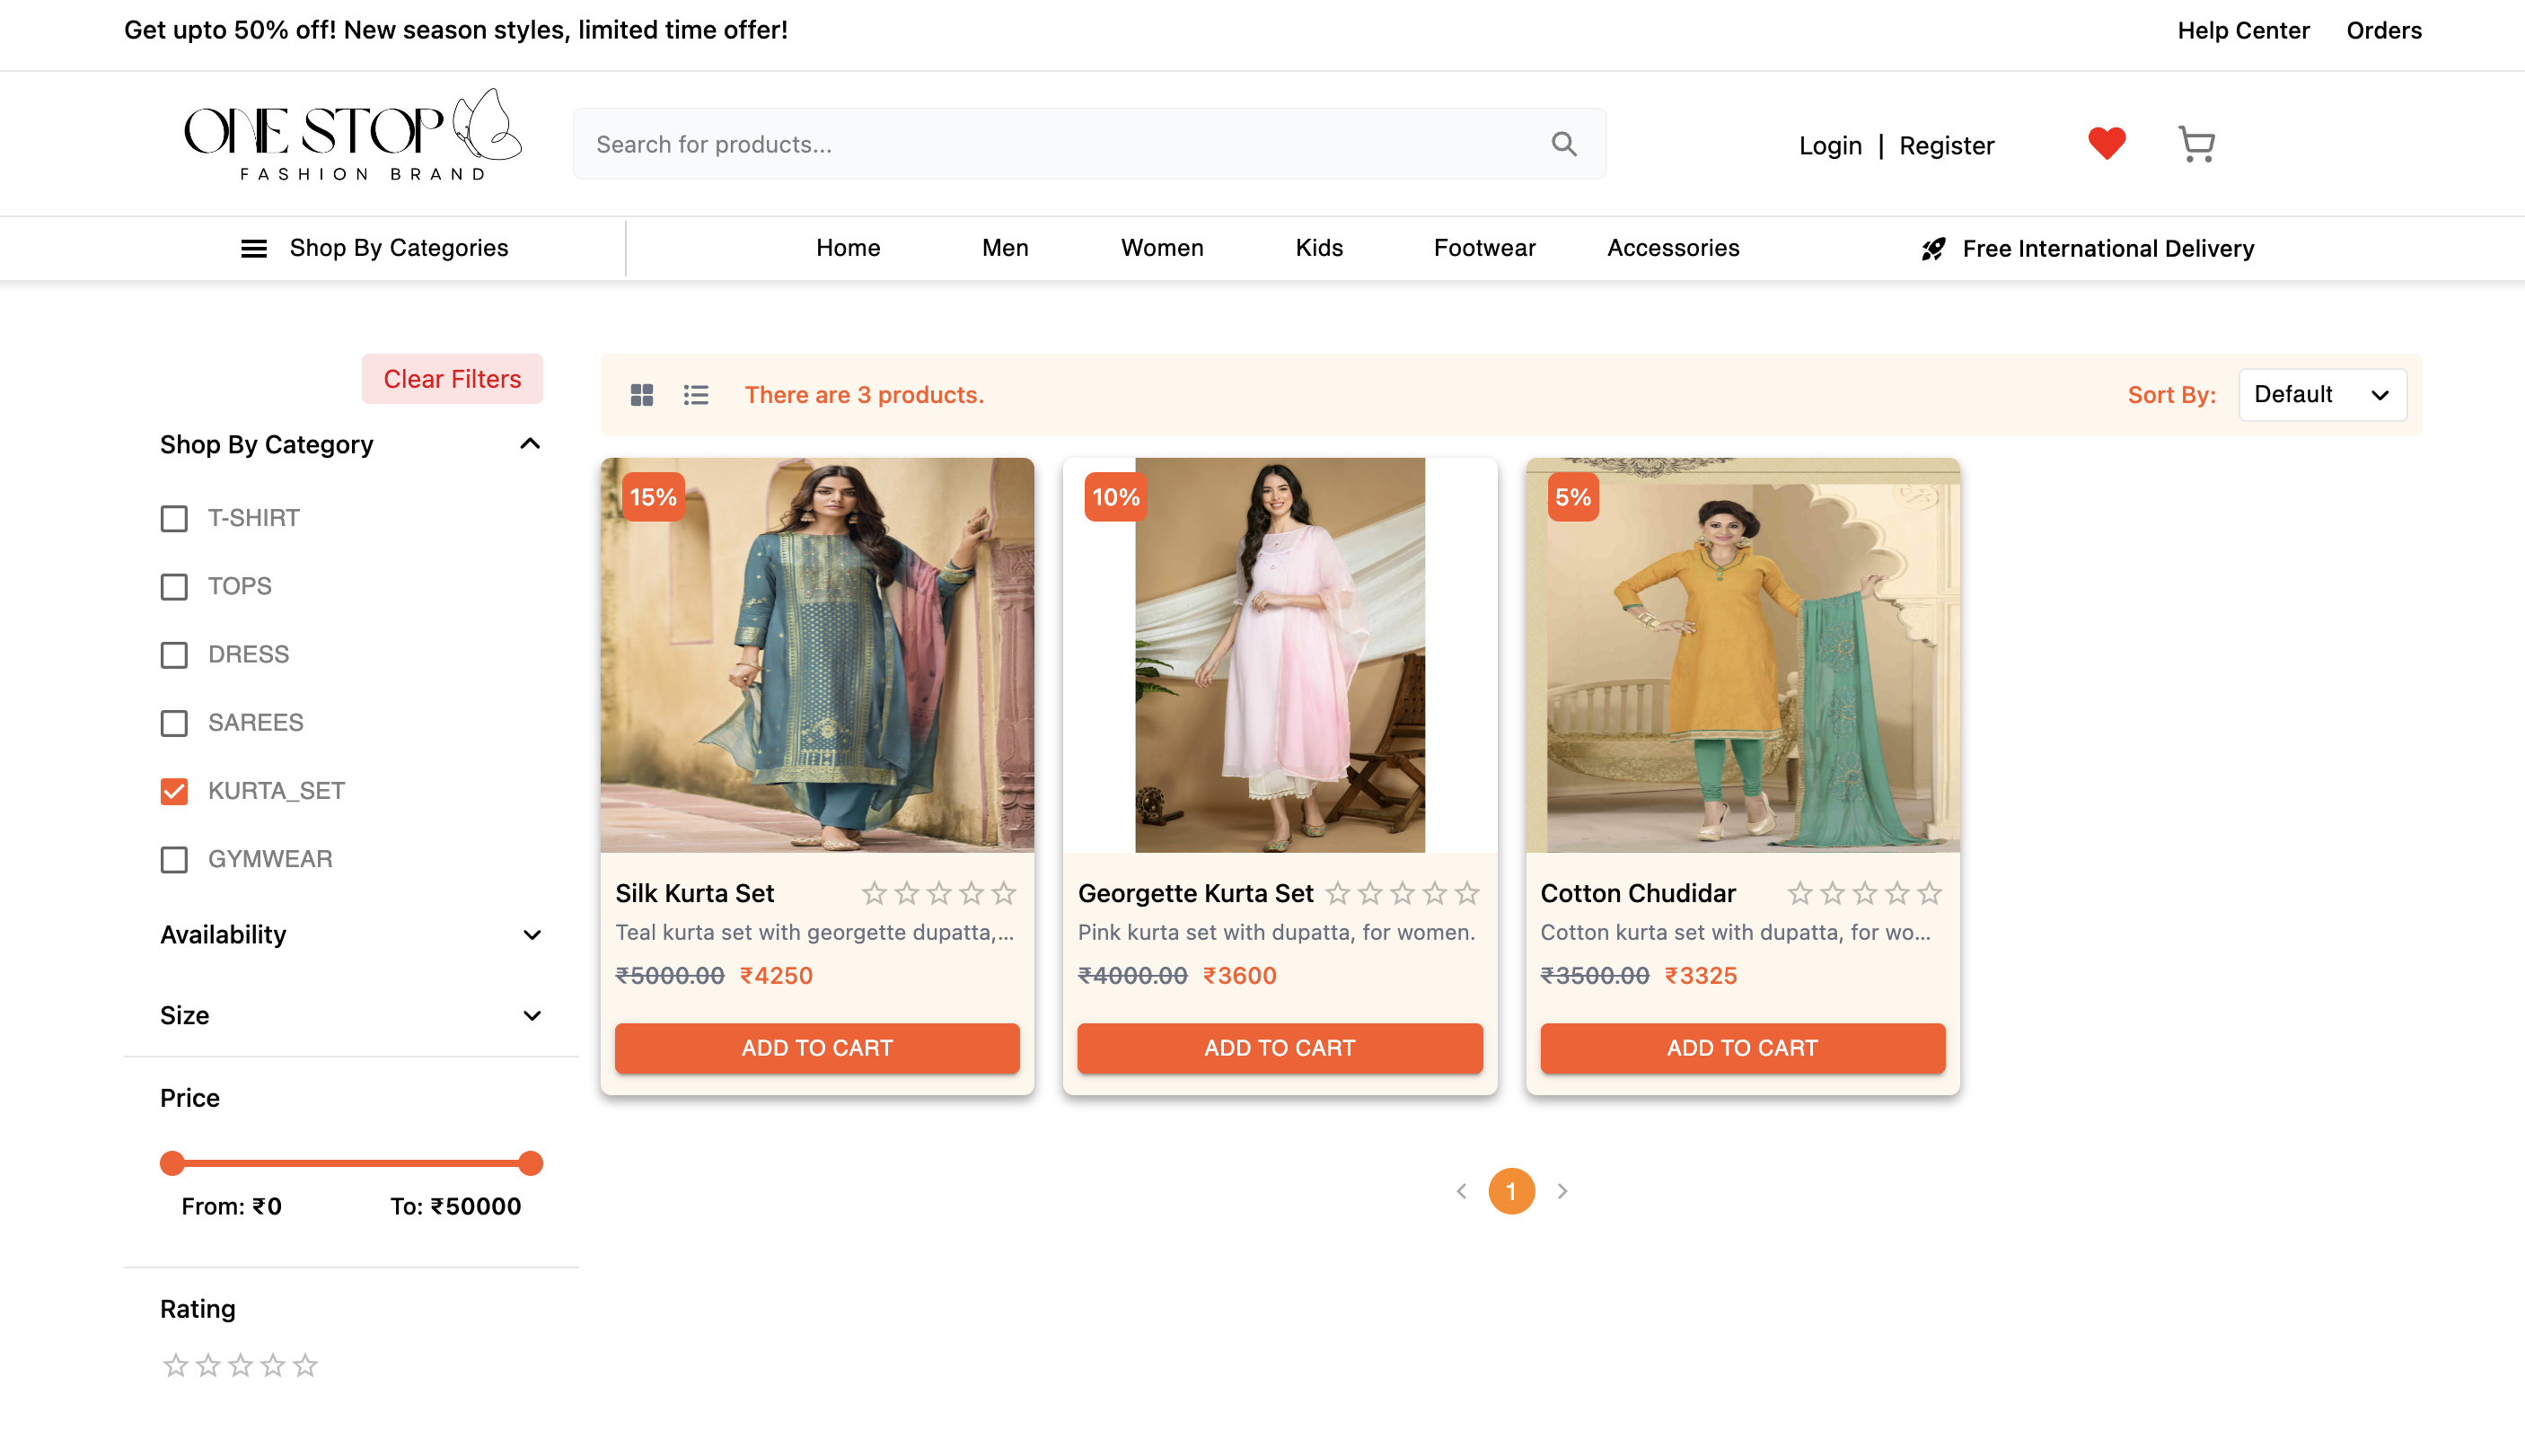 Get upto 50% off! New season styles, limited time offer!
Help Center
Orders
ONE STOP
FASHION BRAND
Search for products...
Login | Register
Shop By Categories
Home
Men
Women
Kids
Footwear
Accessories
Free International Delivery
Clear Filters
Shop By Category
T-SHIRT
TOPS
DRESS
SAREES
KURTA_SET
GYMWEAR
Availability
Size
Price
From: ₹0
To: ₹50000
Rating
There are 3 products.
Sort By:
Default
15%
Silk Kurta Set
Teal kurta set with georgette dupatta,...
₹5000.00 ₹4250
ADD TO CART
10%
Georgette Kurta Set
Pink kurta set with dupatta, for women.
₹4000.00 ₹3600
ADD TO CART
5%
Cotton Chudidar
Cotton kurta set with dupatta, for wo...
₹3500.00 ₹3325
ADD TO CART
1